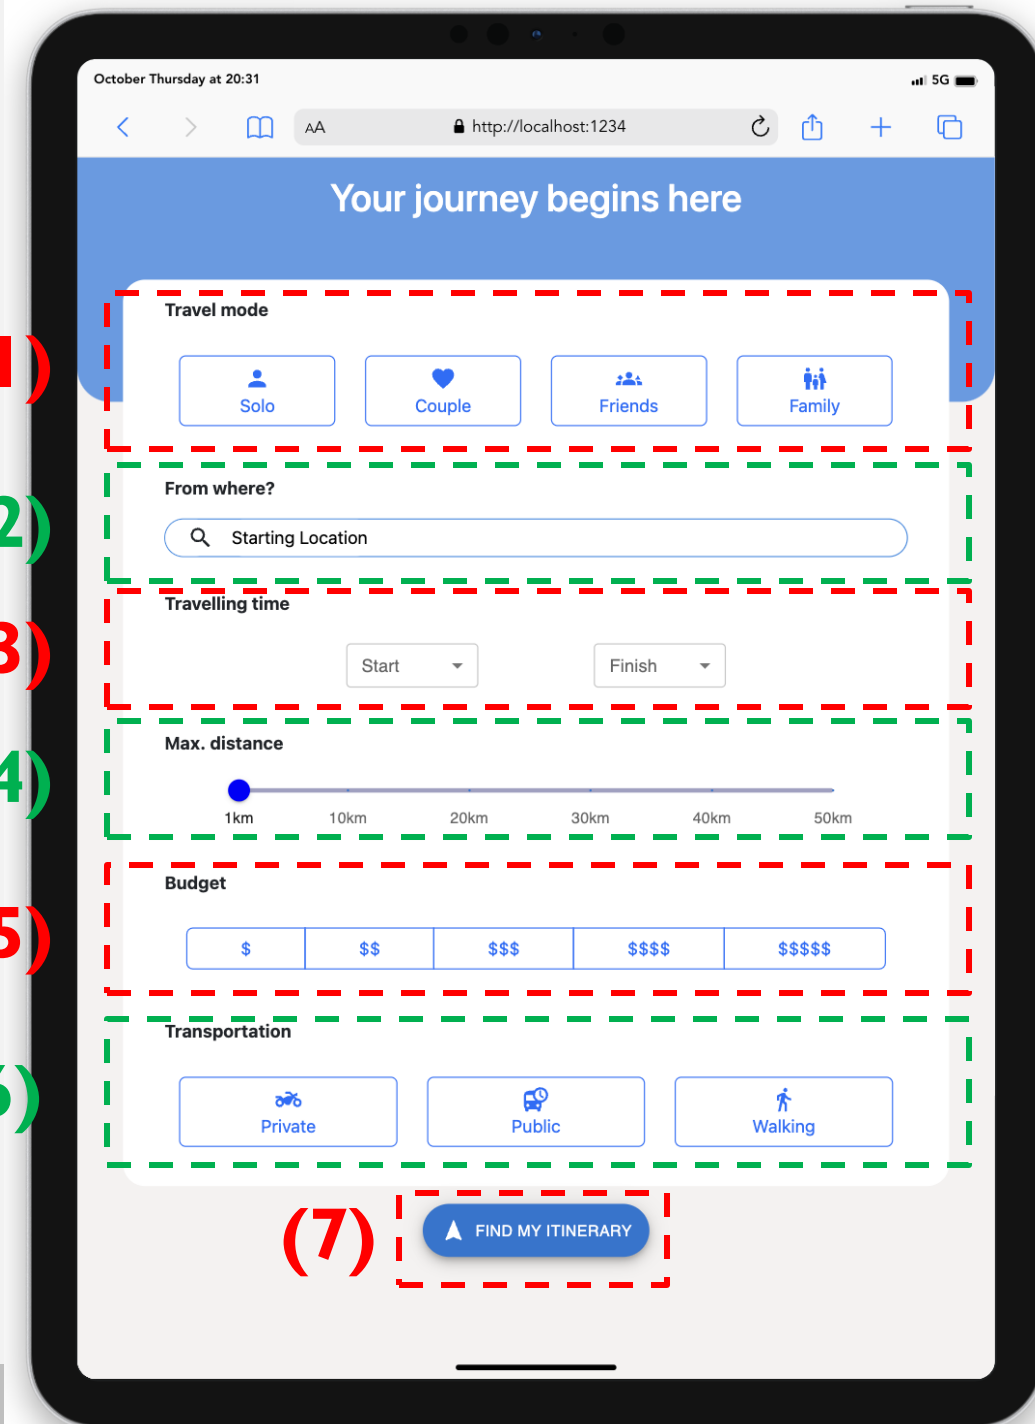 October Thursday at 20:31
5G
AA
http://localhost:1234
Your journey begins here
1)
Travel mode
Solo
Couple
Friends
Family
2)
From where?
Starting Location
3)
Travelling time
Start
Finish
4)
Max. distance
1km
10km
20km
30km
40km
50km
5)
Budget
$
$$
$$$
$$$$
$$$$$
6)
Transportation
Private
Public
Walking
(7)
FIND MY ITINERARY